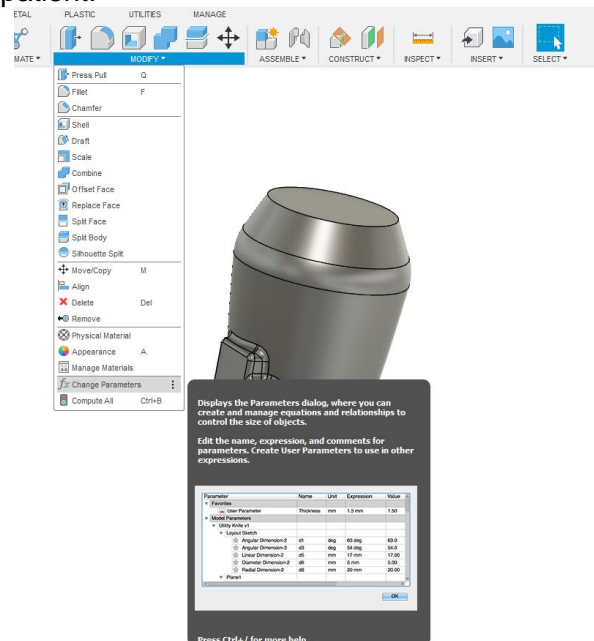 patient.
ETAL PLASTIC UTILITIES MANAGE
MATE ▾ MODIFY ▾ ASSEMBLE ▾ CONSTRUCT ▾ INSPECT ▾ INSERT ▾ SELECT ▾
Press Pull Q
Fillet F
Chamfer
Shell
Draft
Scale
Combine
Offset Face
Replace Face
Split Face
Split Body
Silhouette Split
Move/Copy M
Align
Delete Del
Remove
Physical Material
Appearance A
Manage Materials
fx Change Parameters
Compute All Ctrl+B
Displays the Parameters dialog, where you can
create and manage equations and relationships to
control the size of objects.
Edit the name, expression, and comments for
parameters. Create User Parameters to use in other
expressions.
Parameter Name Unit Expression Value
Favorites
User Parameter Thickness mm 1.5 mm 1.50
Model Parameters
Utility Knife v1
Layout Sketch
Angular Dimension-2 d1 deg 63 deg 63.0
Angular Dimension-3 d3 deg 54 deg 54.0
Linear Dimension-2 d5 mm 17 mm 17.00
Diameter Dimension-2 d6 mm 5 mm 5.00
Radial Dimension-2 d8 mm 20 mm 20.00
Plane1
OK
Press Ctrl+/ for more help.